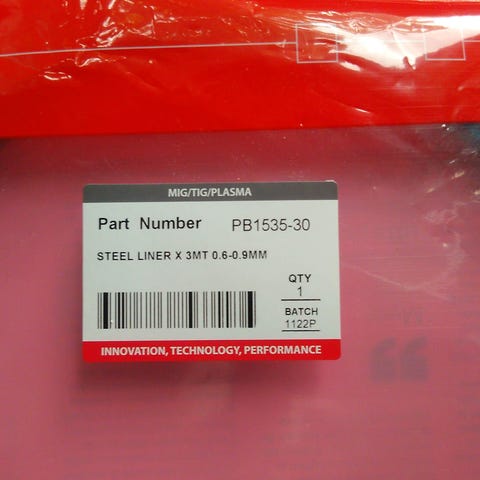 MIG/TIG/PLASMA
Part Number PB1535-30
STEEL LINER X 3MT 0.6-0.9MM
QTY
1
BATCH
1122P
INNOVATION, TECHNOLOGY, PERFORMANCE